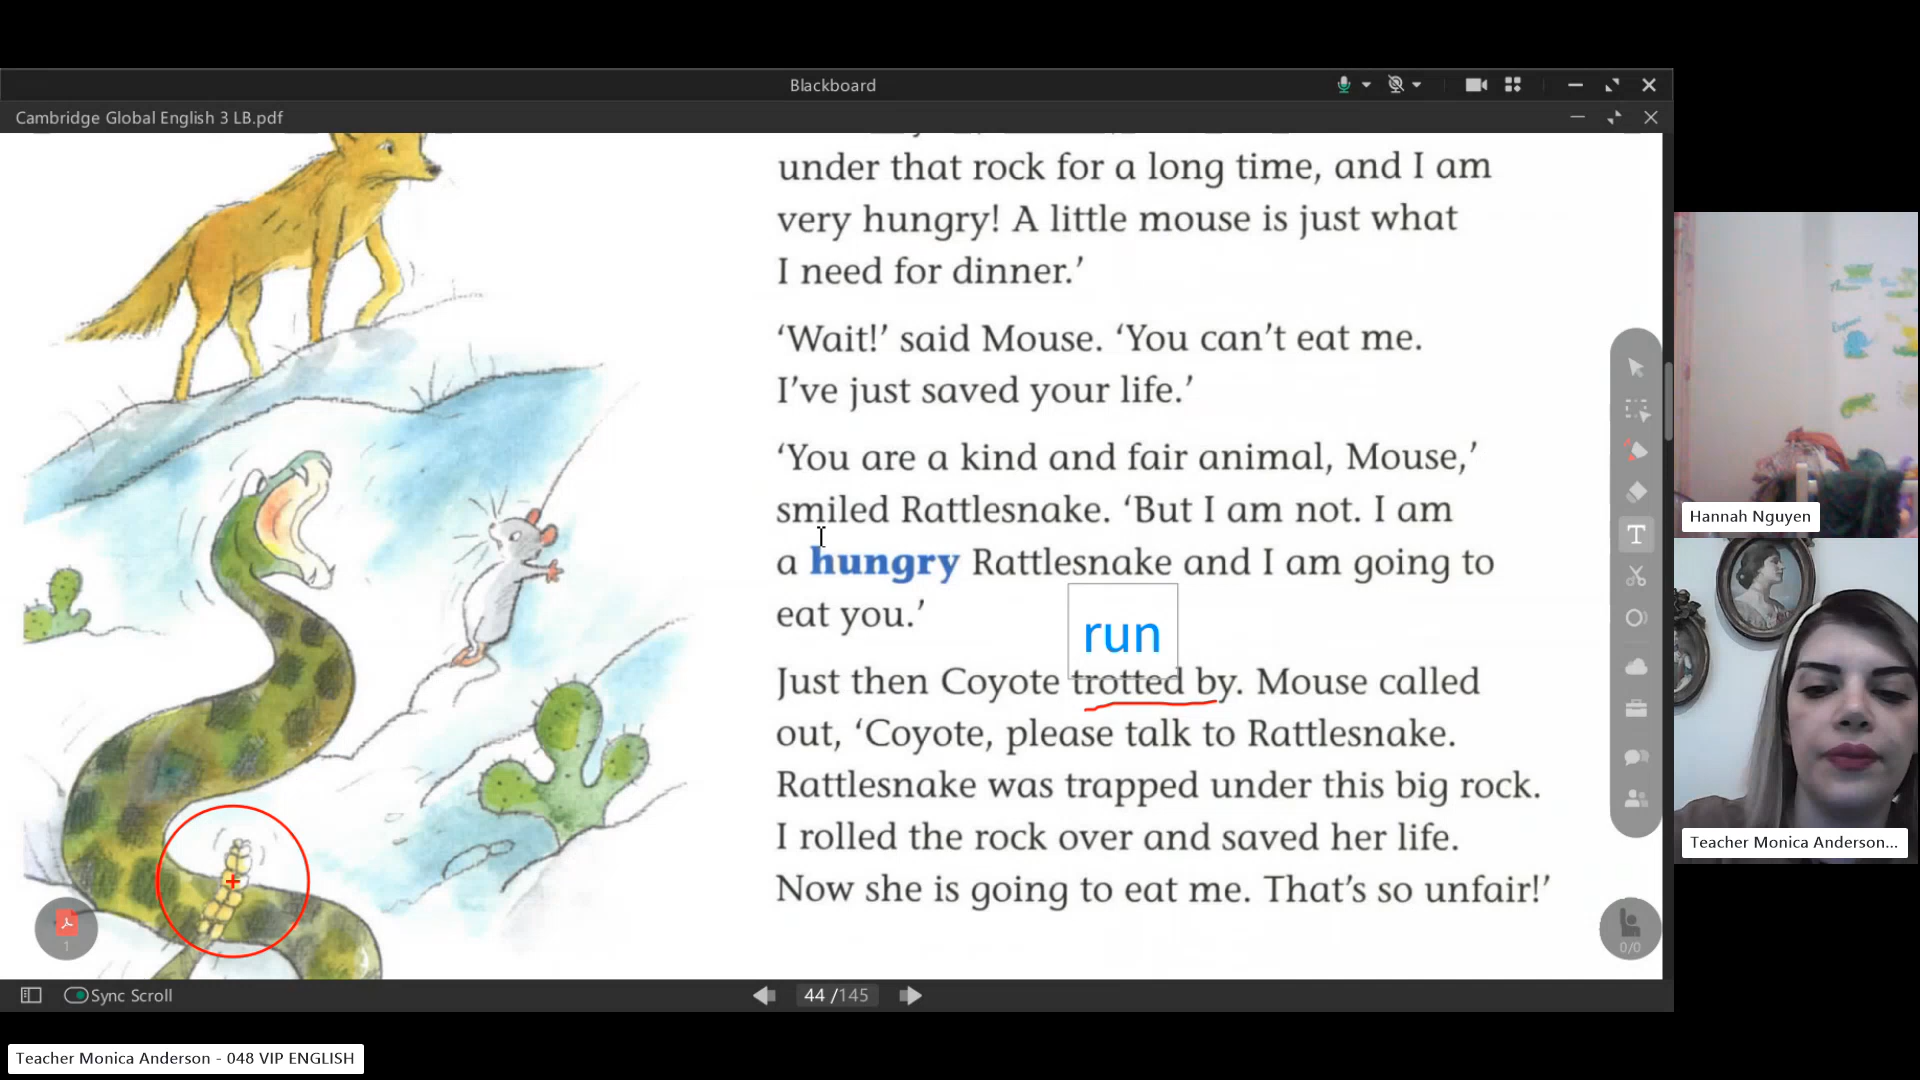 Blackboard
Cambridge Global English 3 LB.pdf
under that rock for a long time, and I am
very hungry! A little mouse is just what
I need for dinner.’
‘Wait!’ said Mouse. ‘You can’t eat me.
I’ve just saved your life.’
‘You are a kind and fair animal, Mouse,’
smiled Rattlesnake. ‘But I am not. I am
a hungry Rattlesnake and I am going to
eat you.’
run
Just then Coyote trotted by. Mouse called
out, ‘Coyote, please talk to Rattlesnake.
Rattlesnake was trapped under this big rock.
I rolled the rock over and saved her life.
Now she is going to eat me. That’s so unfair!’
T
1
0/0
Sync Scroll
44 /145
Hannah Nguyen
Teacher Monica Anderson...
Teacher Monica Anderson - 048 VIP ENGLISH